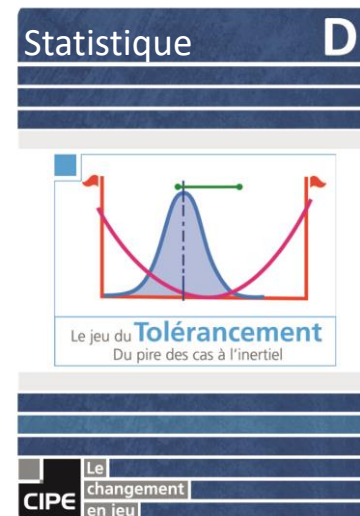 Statistique D
Le jeu du Tolérancement
Du pire des cas à l'inertiel
CIPE
Le
changement
en jeu